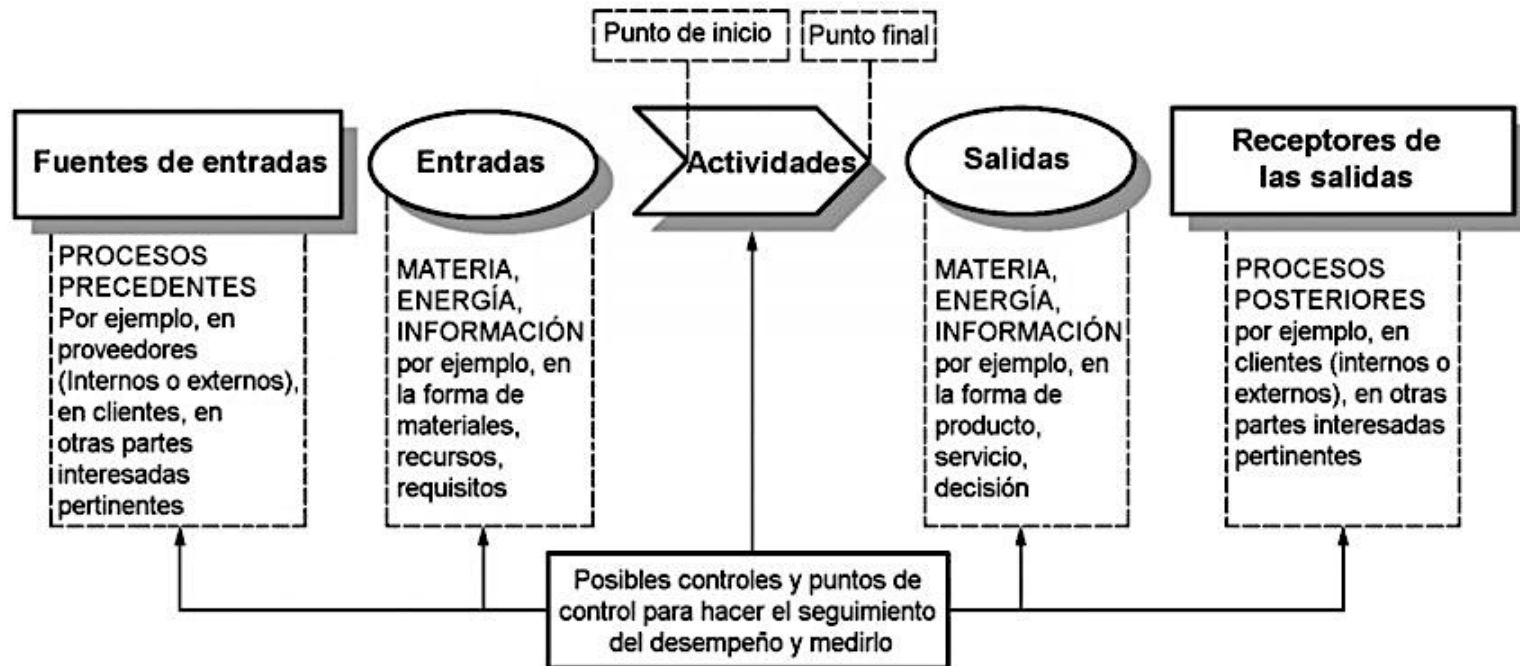 Punto de inicio
Punto final
Fuentes de entradas
Entradas
Actividades
Salidas
Receptores de
las salidas
PROCESOS
PRECEDENTES
Por ejemplo, en
proveedores
(Internos o externos),
en clientes, en
otras partes
interesadas
pertinentes
MATERIA,
ENERGÍA,
INFORMACIÓN
por ejemplo, en
la forma de
materiales,
recursos,
requisitos
MATERIA,
ENERGÍA,
INFORMACIÓN
por ejemplo, en
la forma de
producto,
servicio,
decisión
PROCESOS
POSTERIORES
por ejemplo, en
clientes (internos o
externos), en otras
partes interesadas
pertinentes
Posibles controles y puntos de
control para hacer el seguimiento
del desempeño y medirlo